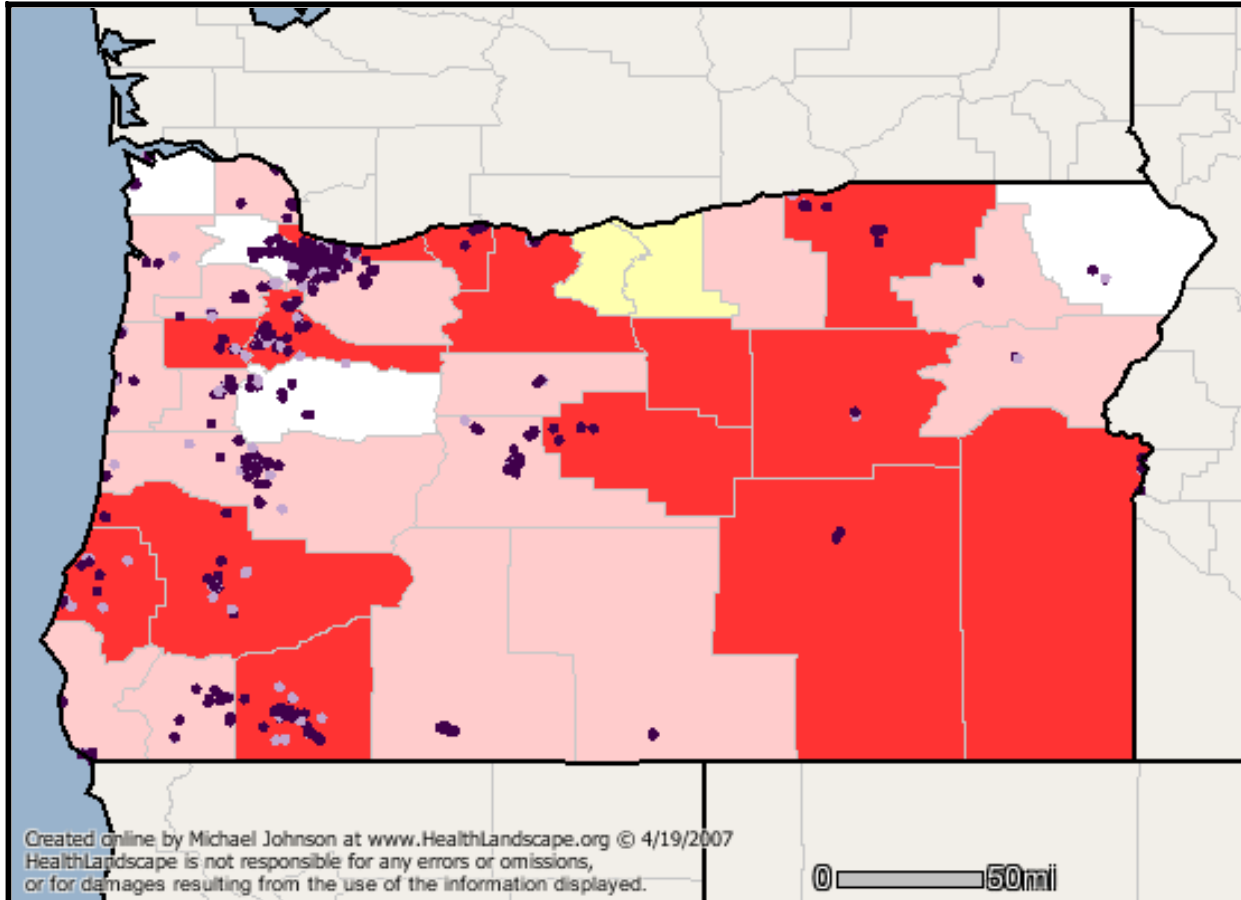 Created online by Michael Johnson at www.HealthLandscape.org © 4/19/2007
HealthLandscape is not responsible for any errors or omissions,
or for damages resulting from the use of the information displayed.
0 50mi